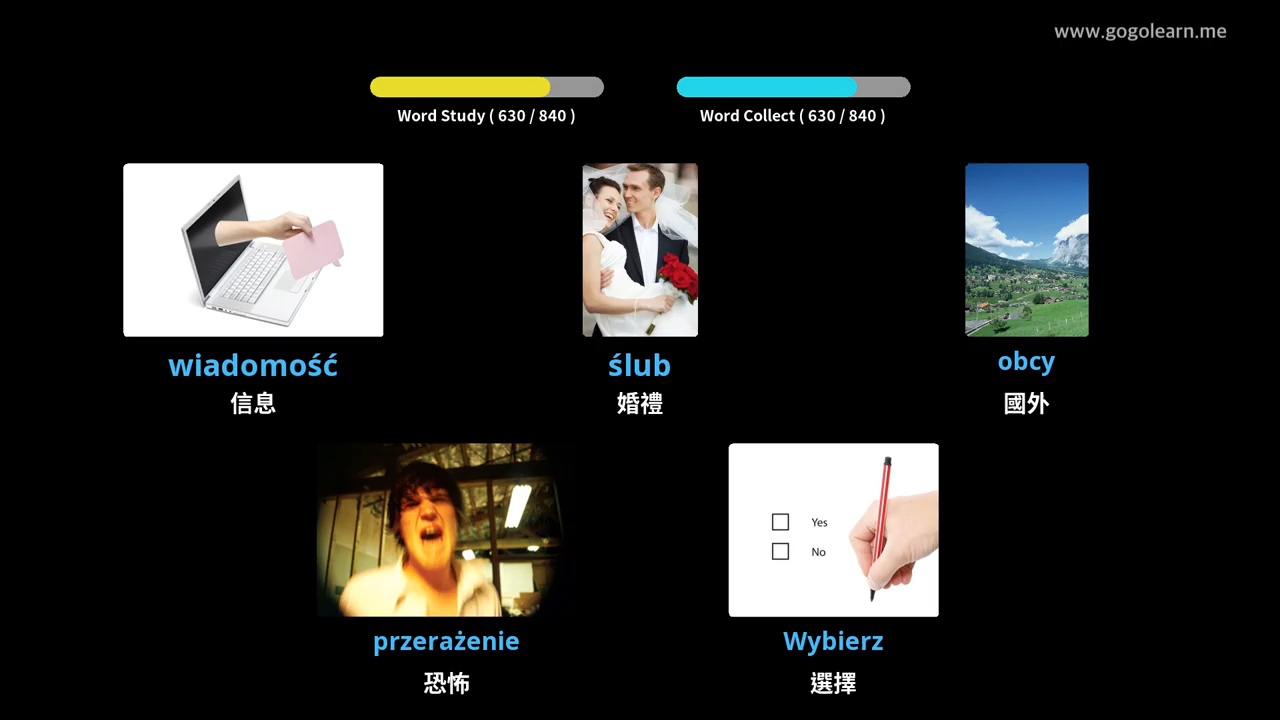 www.gogolearn.me
Word Study ( 630 / 840 )
Word Collect ( 630 / 840 )
wiadomość
信息
ślub
婚禮
obcy
國外
Yes
No
przerażenie
恐怖
Wybierz
選擇